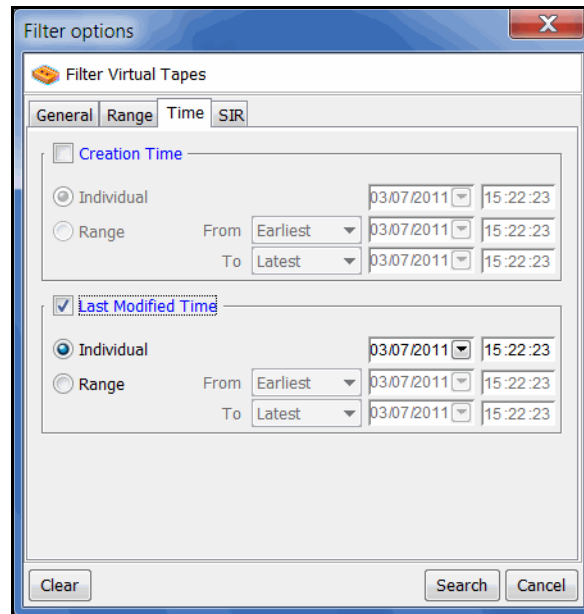 Filter options
Filter Virtual Tapes
General Range Time SIR
Creation Time
Individual 03/07/2011 15:22:23
Range From Earliest 03/07/2011 15:22:23
To Latest 03/07/2011 15:22:23
Last Modified Time
Individual 03/07/2011 15:22:23
Range From Earliest 03/07/2011 15:22:23
To Latest 03/07/2011 15:22:23
Clear Search Cancel